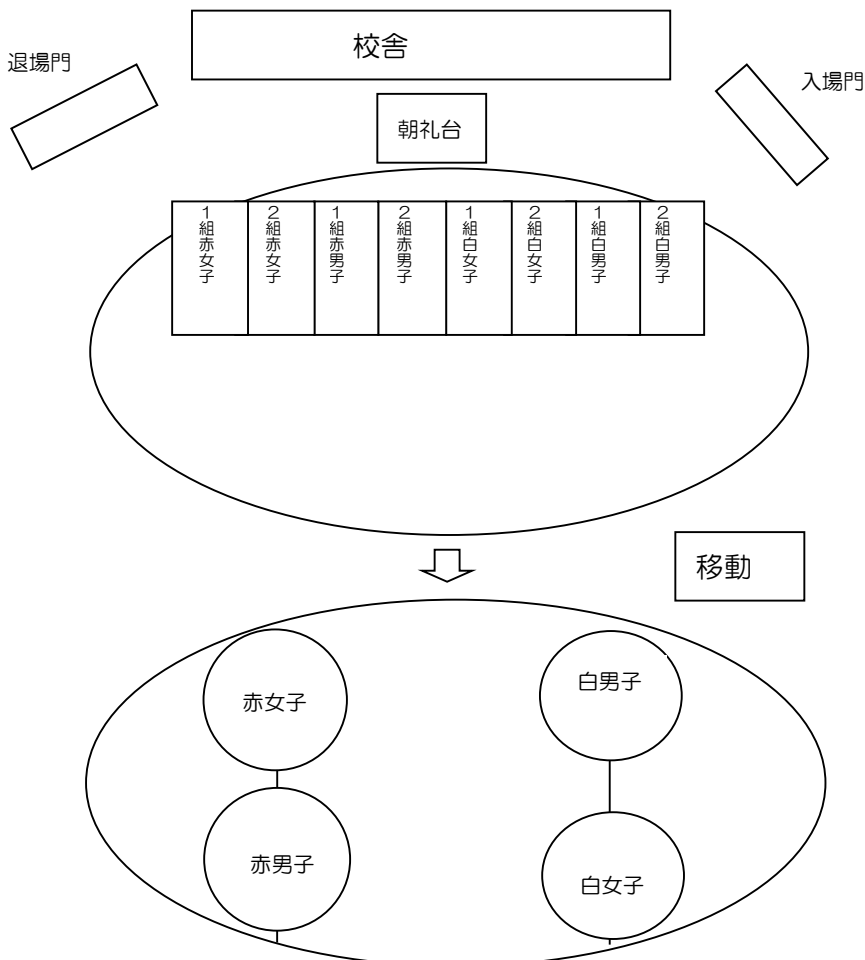 校舎
退場門
入場門
朝礼台
1組赤女子
2組赤女子
1組赤男子
2組赤男子
1組白女子
2組白女子
1組白男子
2組白男子
移動
赤女子
白男子
赤男子
白女子